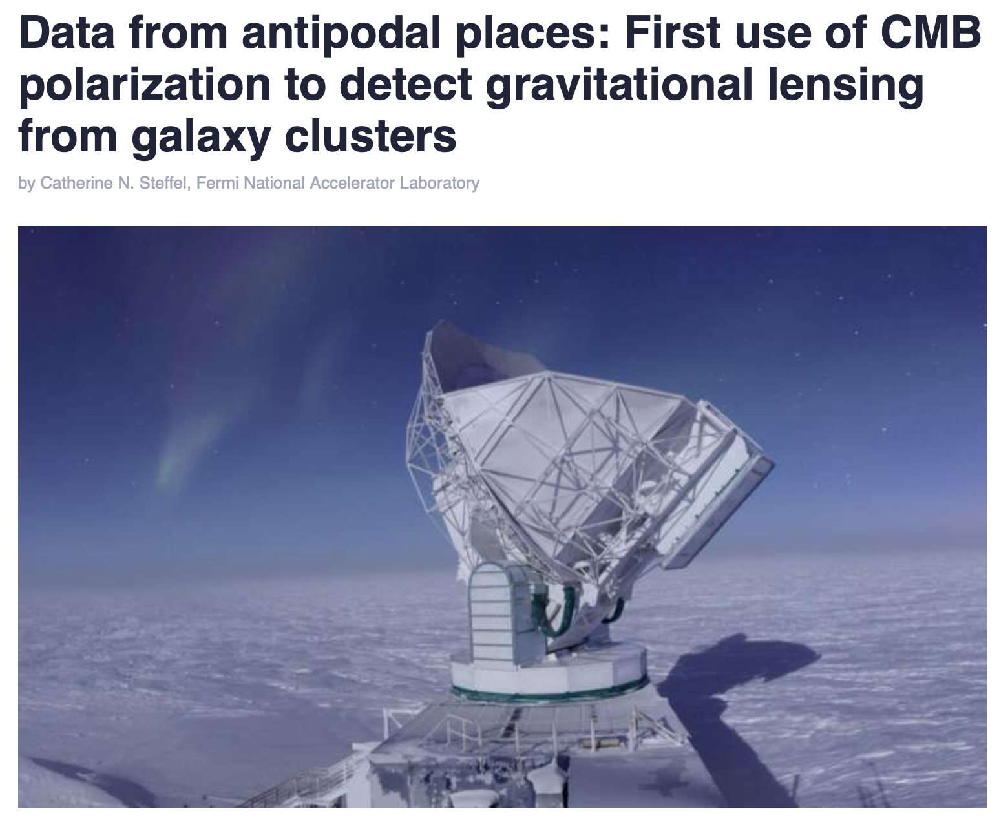 Data from antipodal places: First use of CMB
polarization to detect gravitational lensing
from galaxy clusters
by Catherine N. Steffel, Fermi National Accelerator Laboratory